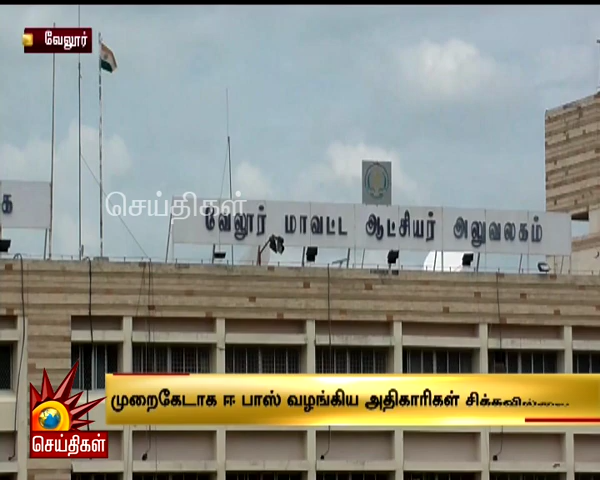 வேலூர்
செய்திகள்
க
வேலூர் மாவட்ட ஆட்சியர் அலுவலகம்
முறைகேடாக ஈ பாஸ் வழங்கிய அதிகாரிகள்
செய்திகள்